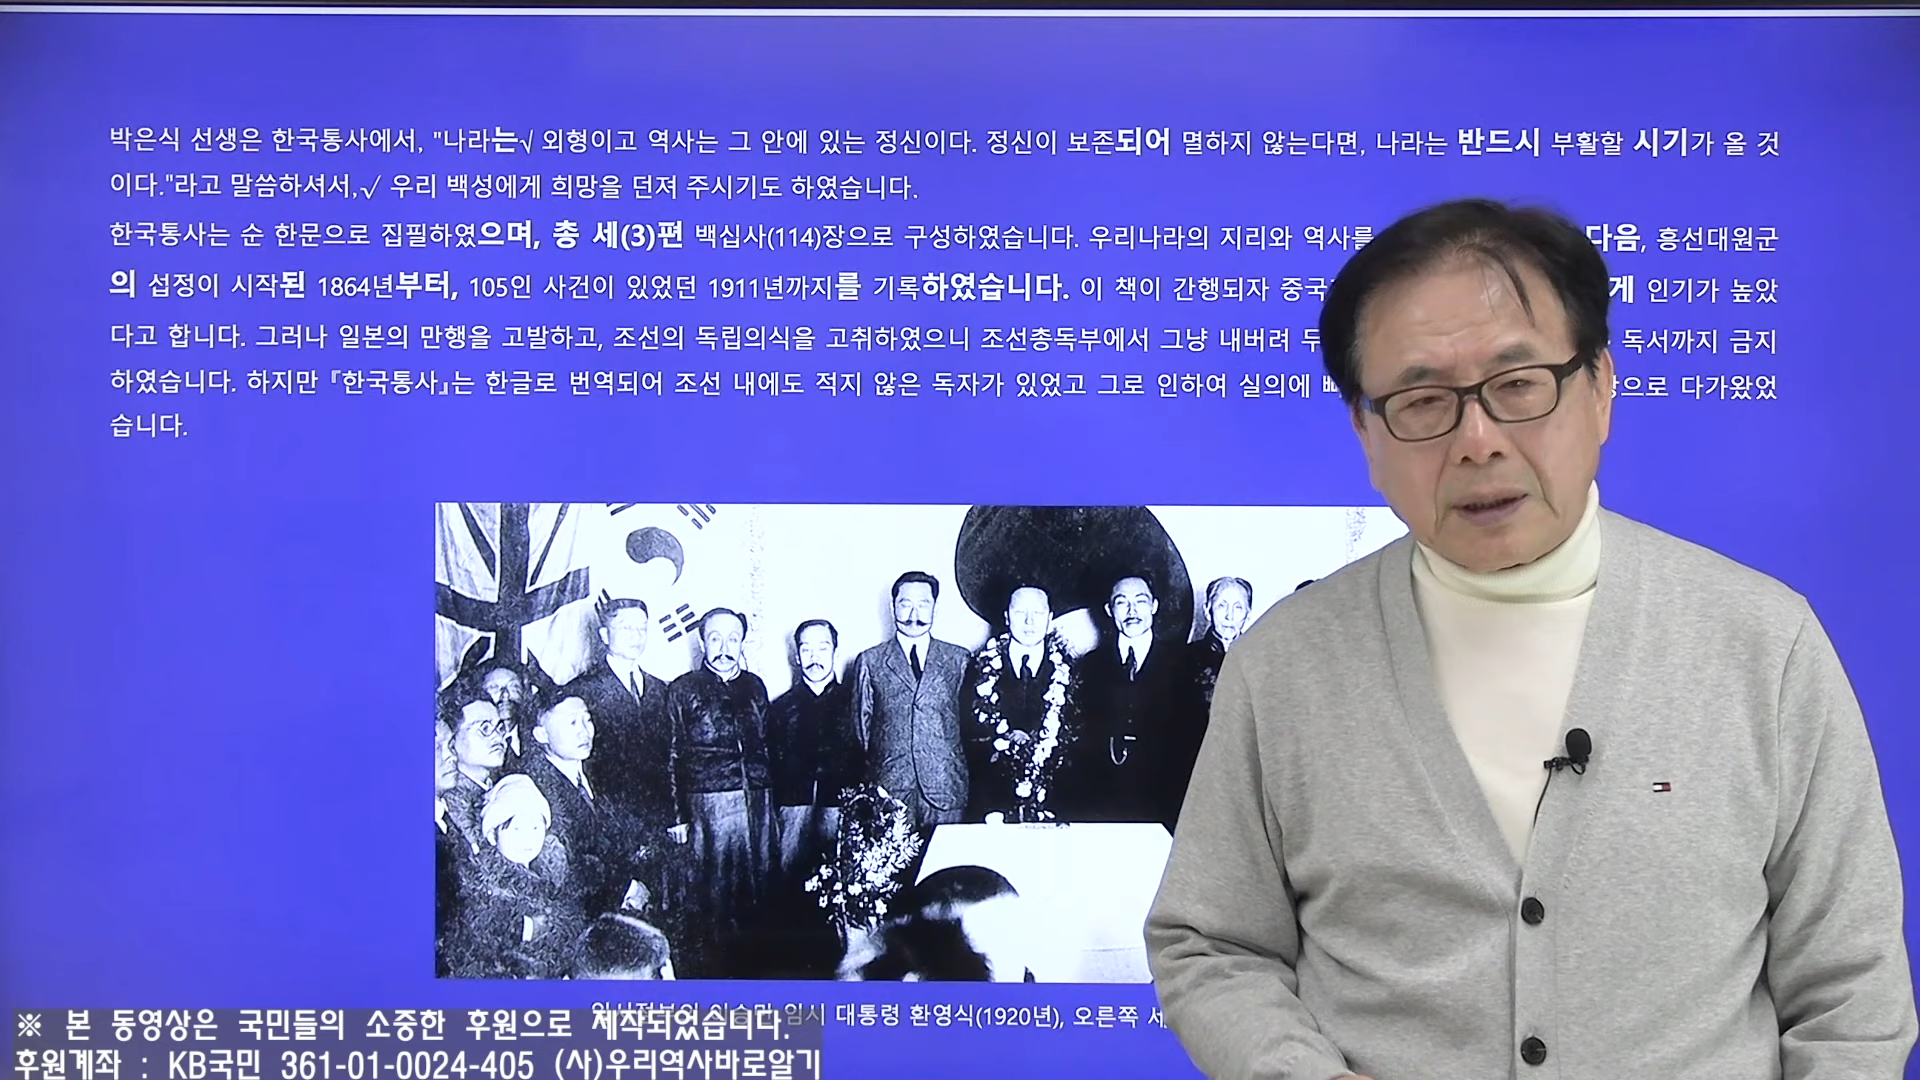 박은식 선생은 한국통사에서, "나라는√ 외형이고 역사는 그 안에 있는 정신이다. 정신이 보존되어 멸하지 않는다면, 나라는 반드시 부활할 시기가 올 것
이다."라고 말씀하셔서,√ 우리 백성에게 희망을 던져 주시기도 하였습니다.
한국통사는 순 한문으로 집필하였으며, 총 세(3)편 백십사(114)장으로 구성하였습니다. 우리나라의 지리와 역사를 다음, 흥선대원군
의 섭정이 시작된 1864년부터, 105인 사건이 있었던 1911년까지를 기록하였습니다. 이 책이 간행되자 중국 게 인기가 높았
다고 합니다. 그러나 일본의 만행을 고발하고, 조선의 독립의식을 고취하였으니 조선총독부에서 그냥 내버려 두 독서까지 금지
하였습니다. 하지만 『한국통사』는 한글로 번역되어 조선 내에도 적지 않은 독자가 있었고 그로 인하여 실의에 으로 다가왔었
습니다.
임시 대통령 환영식(1920년), 오른쪽 세
※ 본 동영상은 국민들의 소중한 후원으로 제작되었습니다.
후원계좌 : KB국민 361-01-0024-405 (사)우리역사바로알기